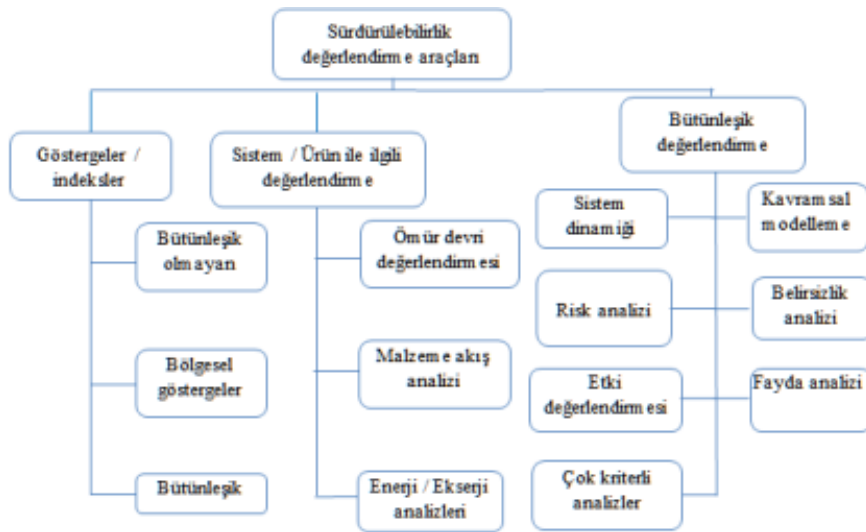 Sürdürülebilirlik
değerlendirme araçları
Göstergeler /
indeksler
Bütünleşik
olmayan
Bölgesel
göstergeler
Bütünleşik
Sistem / Ürün ile ilgili
değerlendirme
Ömür devri
değerlendirmesi
Malzeme akış
analizi
Enerji / Ekserji
analizleri
Bütünleşik
değerlendirme
Sistem
dinamiği
Kavramsal
modelleme
Risk analizi
Belirsizlik
analizi
Etki
değerlendirmesi
Fayda analizi
Çok kriterli
analizler